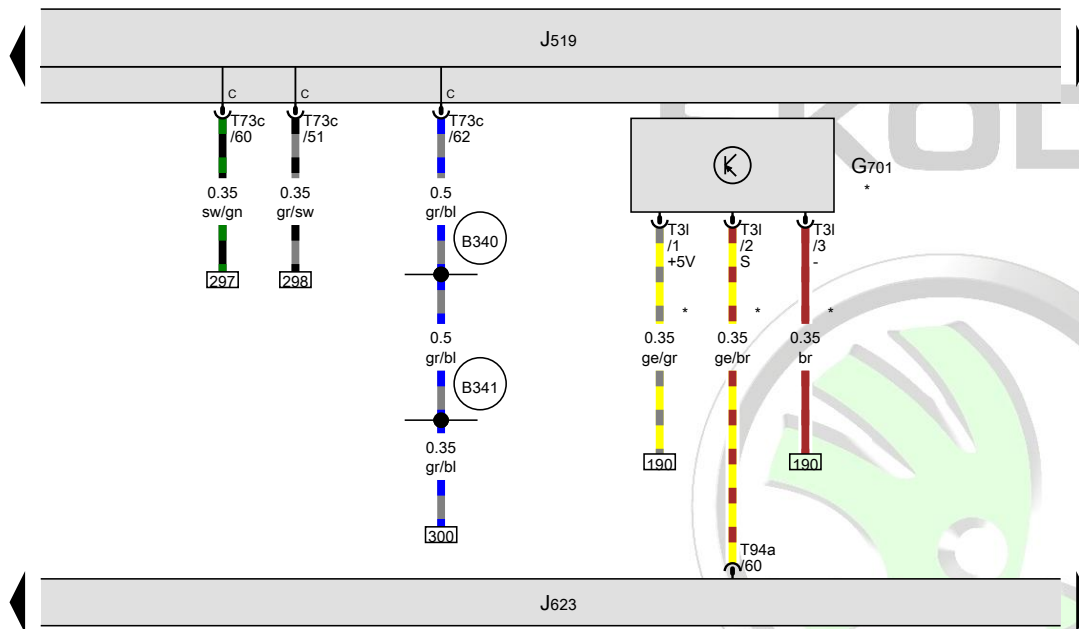 J519
C
C
C
T73c
/60
T73c
/51
T73c
/62
0.35
sw/gn
0.35
gr/sw
0.5
gr/bl
297
298
B340
0.5
gr/bl
B341
0.35
gr/bl
300
G701
*
T3l
/1
+5V
T3l
/2
S
T3l
/3
-
*
*
*
0.35
ge/gr
0.35
ge/br
0.35
br
190
190
T94a
/60
J623